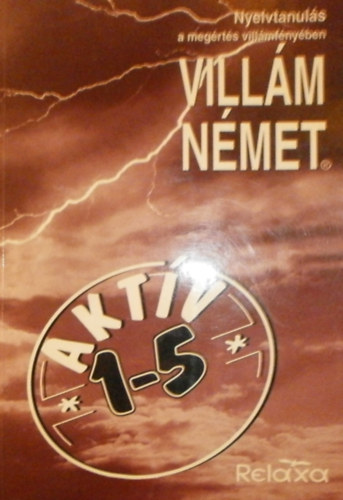 Nyelvtanulás
a megértés villámfényében
VILLÁM
NÉMET®
AKTÍV
* 1-5 *
Relaxa